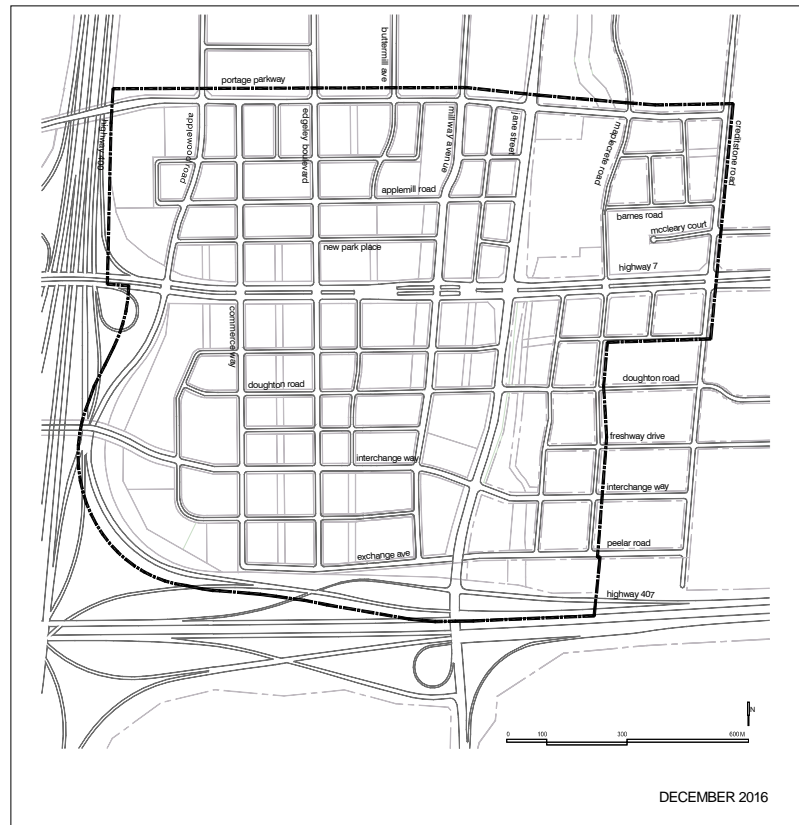 buttermill ave
portage parkway
highway 400
applewood road
edgeley boulevard
millway avenue
jane street
maplecrete road
creditstone road
applemill road
barnes road
mccleary court
new park place
highway 7
commerce way
doughton road
doughton road
freshway drive
interchange way
interchange way
peelar road
exchange ave
highway 407
N
0 100 300 600 M
DECEMBER 2016